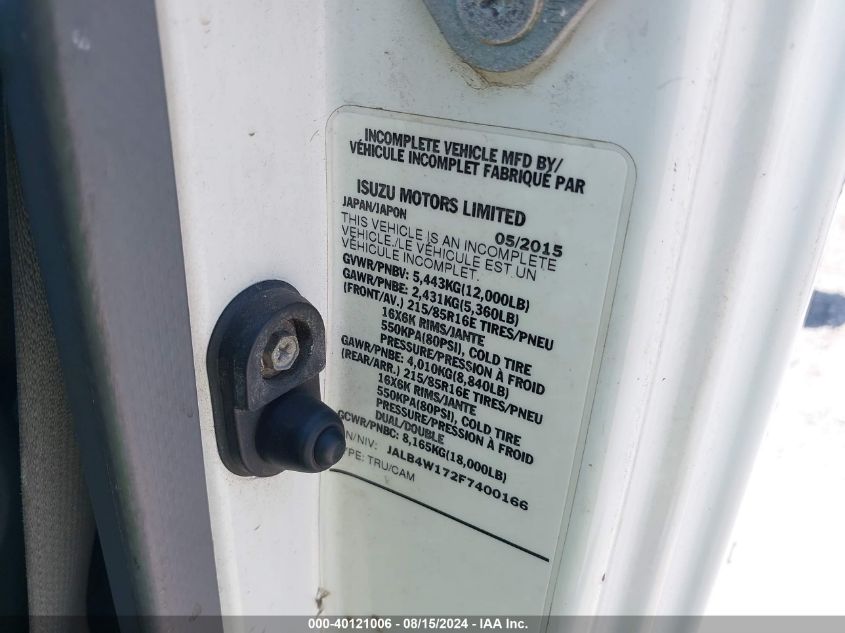 INCOMPLETE VEHICLE MFD BY/
VÉHICULE INCOMPLET FABRIQUÉ PAR
ISUZU MOTORS LIMITED
JAPAN/JAPON
05/2015
THIS VEHICLE IS AN INCOMPLETE
VEHICLE./LE VÉHICULE EST UN
VÉHICULE INCOMPLET.
GVWR/PNBV: 5,443KG(12,000LB)
GAWR/PNBE: 2,431KG(5,360LB)
(FRONT/AV.) 215/85R16E TIRES/PNEU
16X6K RIMS/JANTE
550KPA(80PSI), COLD TIRE
PRESSURE/PRESSION À FROID
GAWR/PNBE: 4,010KG(8,840LB)
(REAR/ARR.) 215/85R16E TIRES/PNEU
16X6K RIMS/JANTE
550KPA(80PSI), COLD TIRE
PRESSURE/PRESSION À FROID
DUAL/DOUBLE
GCWR/PNBC: 8,165KG(18,000LB)
IN/NIV: JALB4W172F7400166
PE: TRU/CAM
000-40121006 - 08/15/2024 - IAA Inc.